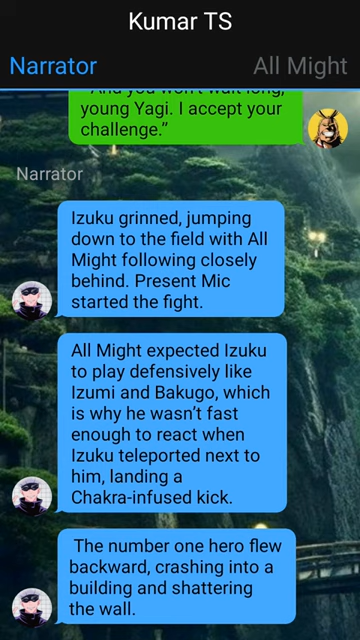 Kumar TS
Narrator
All Might
“And you won't wait long,
young Yagi. I accept your
challenge.”
Narrator
Izuku grinned, jumping
down to the field with All
Might following closely
behind. Present Mic
started the fight.
All Might expected Izuku
to play defensively like
Izumi and Bakugo, which
is why he wasn’t fast
enough to react when
Izuku teleported next to
him, landing a
Chakra-infused kick.
The number one hero flew
backward, crashing into a
building and shattering
the wall.